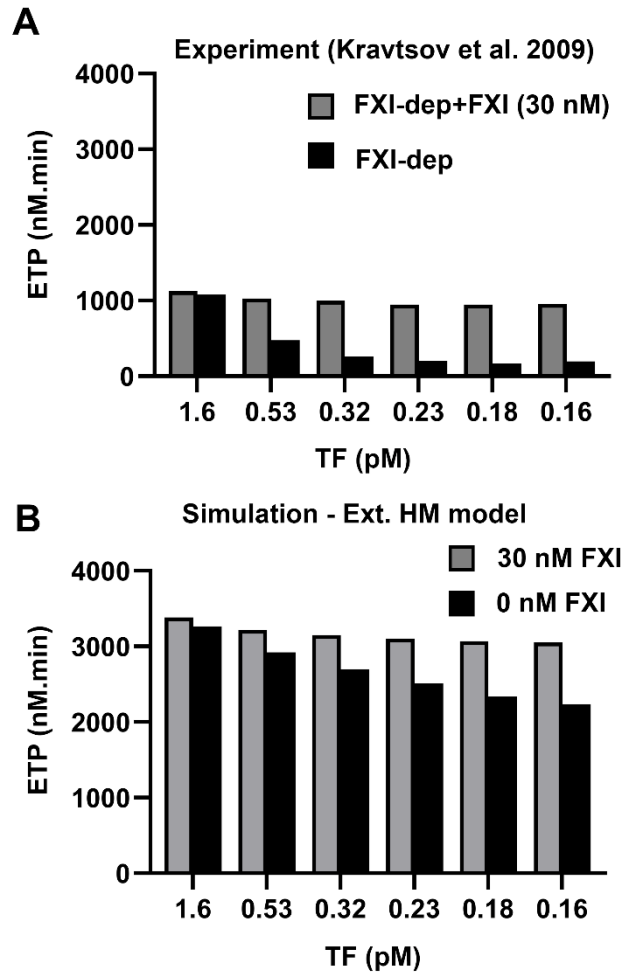 A
Experiment (Kravtsov et al. 2009)
FXI-dep+FXI (30 nM)
FXI-dep
ETP (nM.min)
4000
3000
2000
1000
0
1.6 0.53 0.32 0.23 0.18 0.16
TF (pM)
B
Simulation - Ext. HM model
30 nM FXI
0 nM FXI
ETP (nM.min)
4000
3000
2000
1000
0
1.6 0.53 0.32 0.23 0.18 0.16
TF (pM)